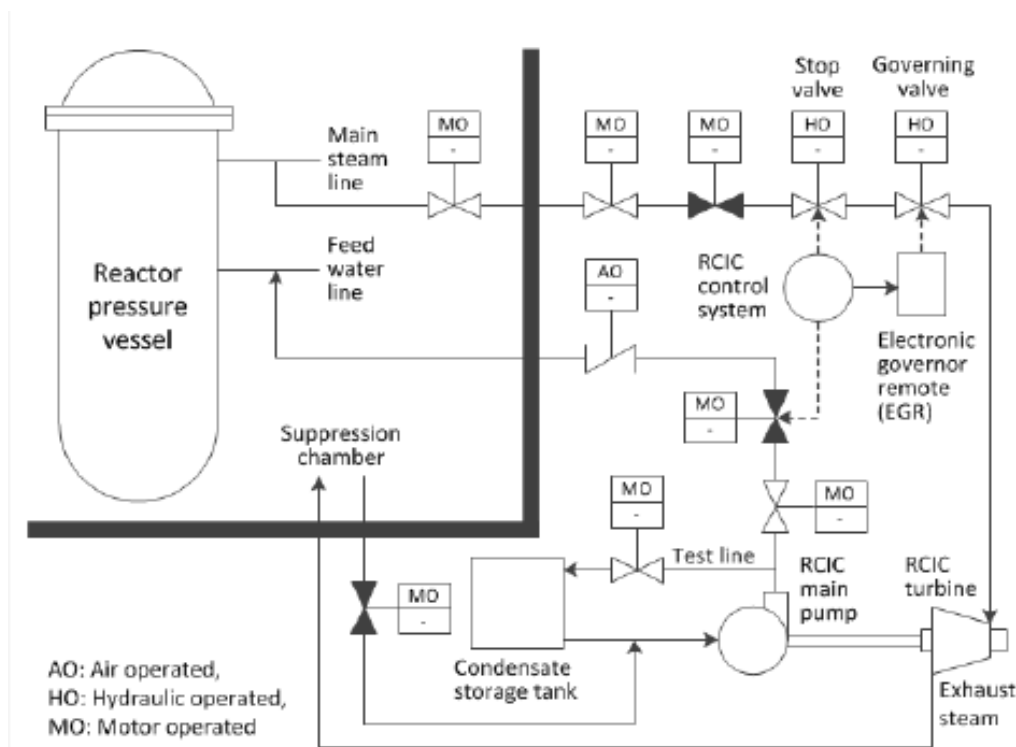 Stop
valve
Governing
valve
MO
-
MO
-
MO
-
HO
-
HO
-
Main
steam
line
Feed
water
line
AO
-
RCIC
control
system
Reactor
pressure
vessel
Electronic
governor
remote
(EGR)
MO
-
Suppression
chamber
MO
-
MO
-
Test line
RCIC
main
pump
RCIC
turbine
MO
-
Condensate
storage tank
Exhaust
steam
AO: Air operated,
HO: Hydraulic operated,
MO: Motor operated